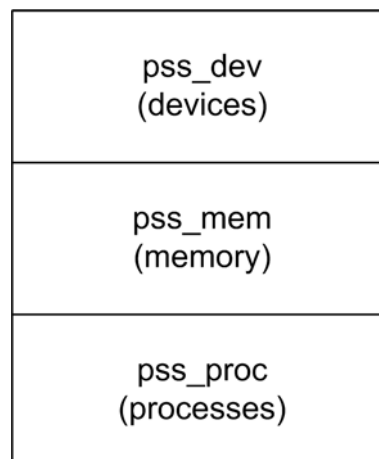 pss_dev
(devices)
pss_mem
(memory)
pss_proc
(processes)